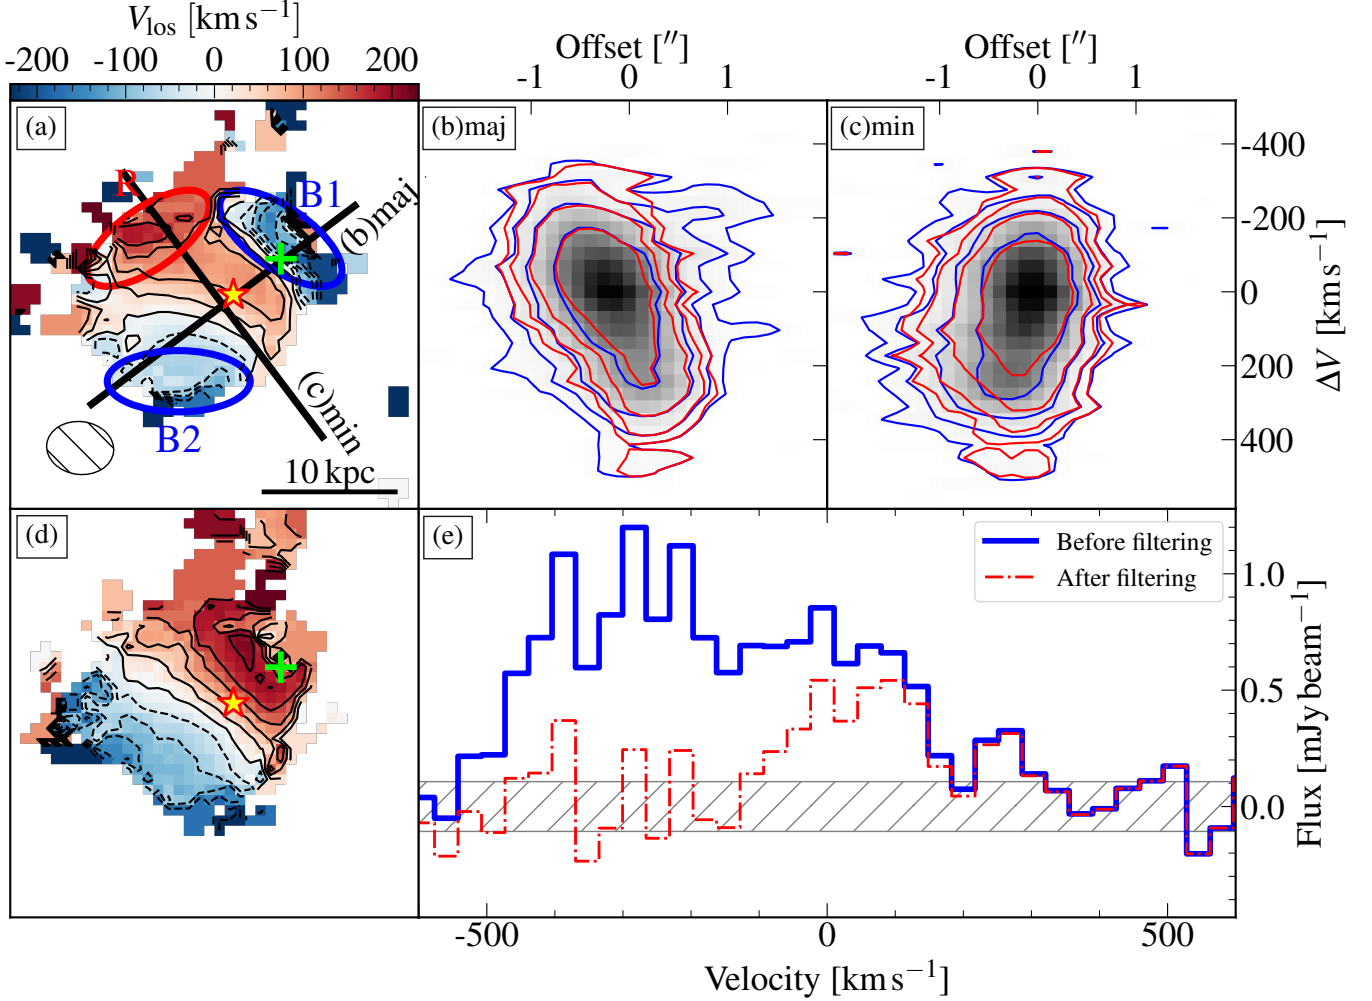 V_los [km s⁻¹]
-200 -100 0 100 200
Offset [″]
-1 0 1
Offset [″]
-1 0 1
(a)
R
B1
(b)maj
(c)min
B2
10 kpc
(b)maj
(c)min
-400
-200
0
200
400
ΔV [km s⁻¹]
(d)
(e)
Before filtering
After filtering
1.0
0.5
0.0
Flux [mJy beam⁻¹]
-500 0 500
Velocity [km s⁻¹]